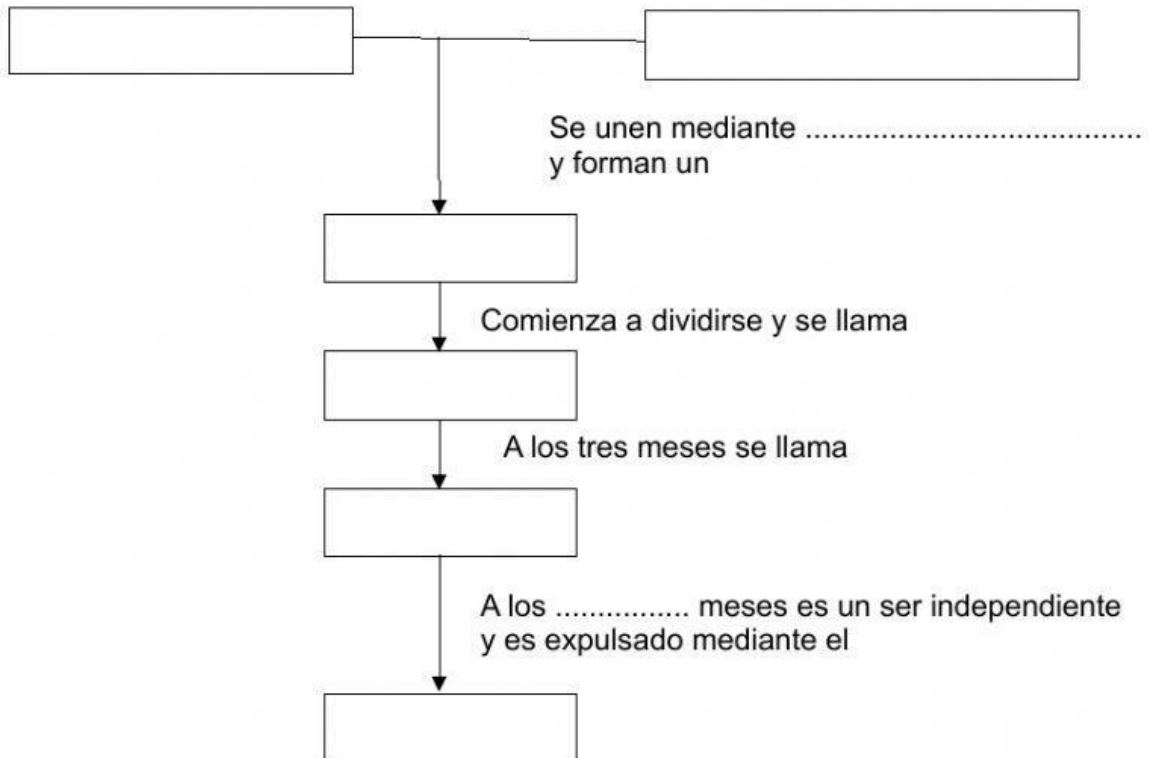 Se unen mediante ........................................
y forman un
Comienza a dividirse y se llama
A los tres meses se llama
A los ................ meses es un ser independiente
y es expulsado mediante el